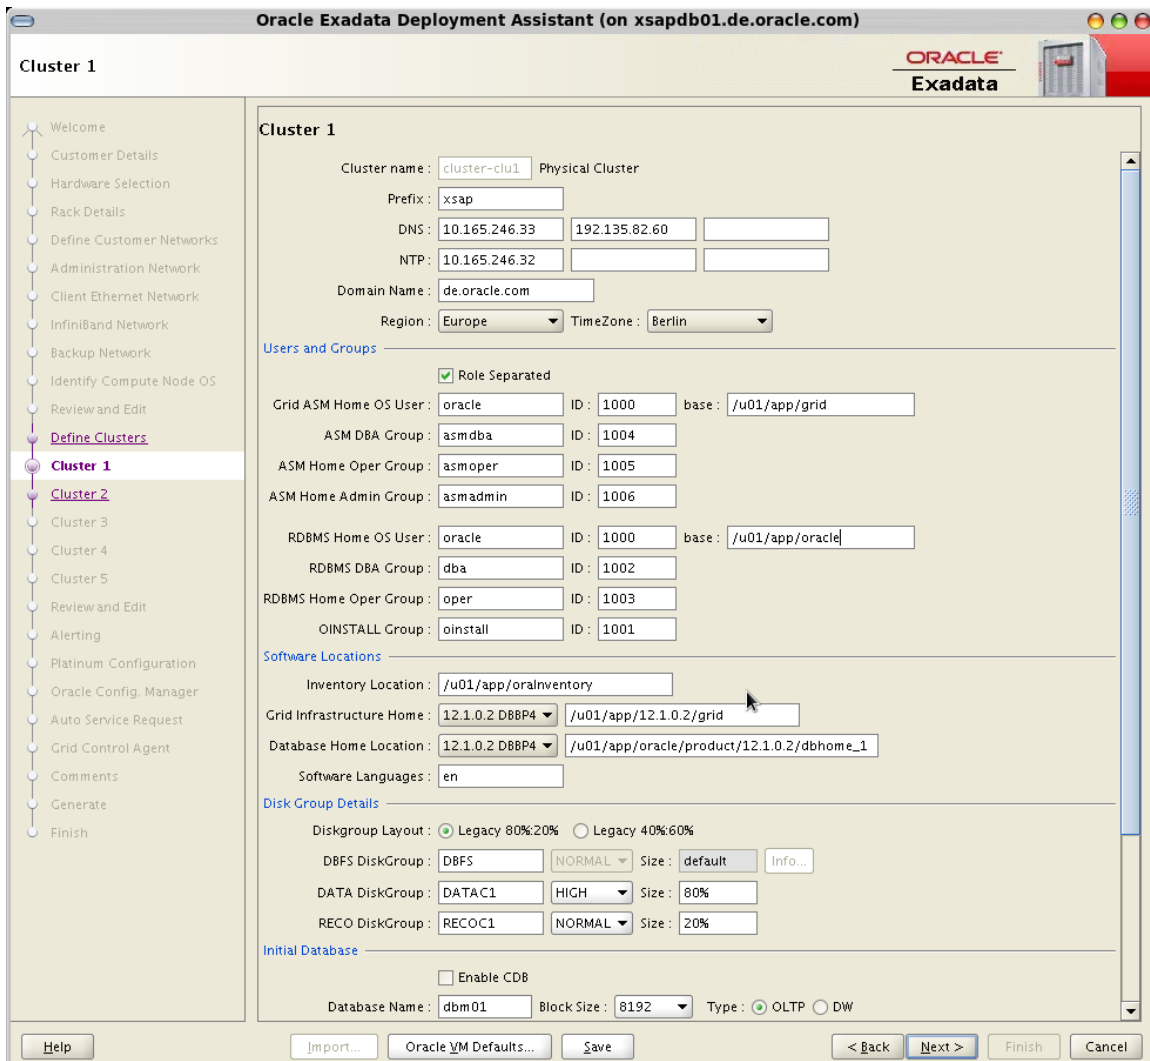 Oracle Exadata Deployment Assistant (on xsapdb01.de.oracle.com)
Cluster 1
ORACLE
Exadata
Welcome
Customer Details
Hardware Selection
Rack Details
Define Customer Networks
Administration Network
Client Ethernet Network
InfiniBand Network
Backup Network
Identify Compute Node OS
Review and Edit
Define Clusters
Cluster 1
Cluster 2
Cluster 3
Cluster 4
Cluster 5
Review and Edit
Alerting
Platinum Configuration
Oracle Config. Manager
Auto Service Request
Grid Control Agent
Comments
Generate
Finish
Cluster 1
Cluster name : cluster-clu1 Physical Cluster
Prefix : xsap
DNS : 10.165.246.33 192.135.82.60
NTP : 10.165.246.32
Domain Name : de.oracle.com
Region : Europe TimeZone : Berlin
Users and Groups
Role Separated
Grid ASM Home OS User : oracle ID : 1000 base : /u01/app/grid
ASM DBA Group : asmdba ID : 1004
ASM Home Oper Group : asmoper ID : 1005
ASM Home Admin Group : asmadmin ID : 1006
RDBMS Home OS User : oracle ID : 1000 base : /u01/app/oracle
RDBMS DBA Group : dba ID : 1002
RDBMS Home Oper Group : oper ID : 1003
OINSTALL Group : oinstall ID : 1001
Software Locations
Inventory Location : /u01/app/oraInventory
Grid Infrastructure Home : 12.1.0.2 DBBP4 /u01/app/12.1.0.2/grid
Database Home Location : 12.1.0.2 DBBP4 /u01/app/oracle/product/12.1.0.2/dbhome_1
Software Languages : en
Disk Group Details
Diskgroup Layout : Legacy 80%:20% Legacy 40%:60%
DBFS DiskGroup : DBFS NORMAL Size : default Info...
DATA DiskGroup : DATAC1 HIGH Size : 80%
RECO DiskGroup : RECOC1 NORMAL Size : 20%
Initial Database
Enable CDB
Database Name : dbm01 Block Size : 8192 Type : OLTP DW
Help Import... Oracle VM Defaults... Save < Back Next > Finish Cancel